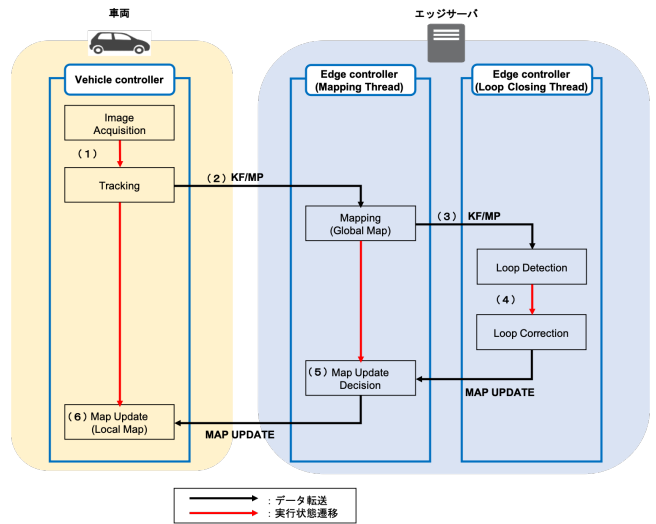 車両
エッジサーバ
Vehicle controller
Edge controller
(Mapping Thread)
Edge controller
(Loop Closing Thread)
Image
Acquisition
（１）
Tracking
（２）KF/MP
Mapping
(Global Map)
（３） KF/MP
Loop Detection
（４）
Loop Correction
（５）Map Update
Decision
MAP UPDATE
（６）Map Update
(Local Map)
MAP UPDATE
：データ転送
：実行状態遷移